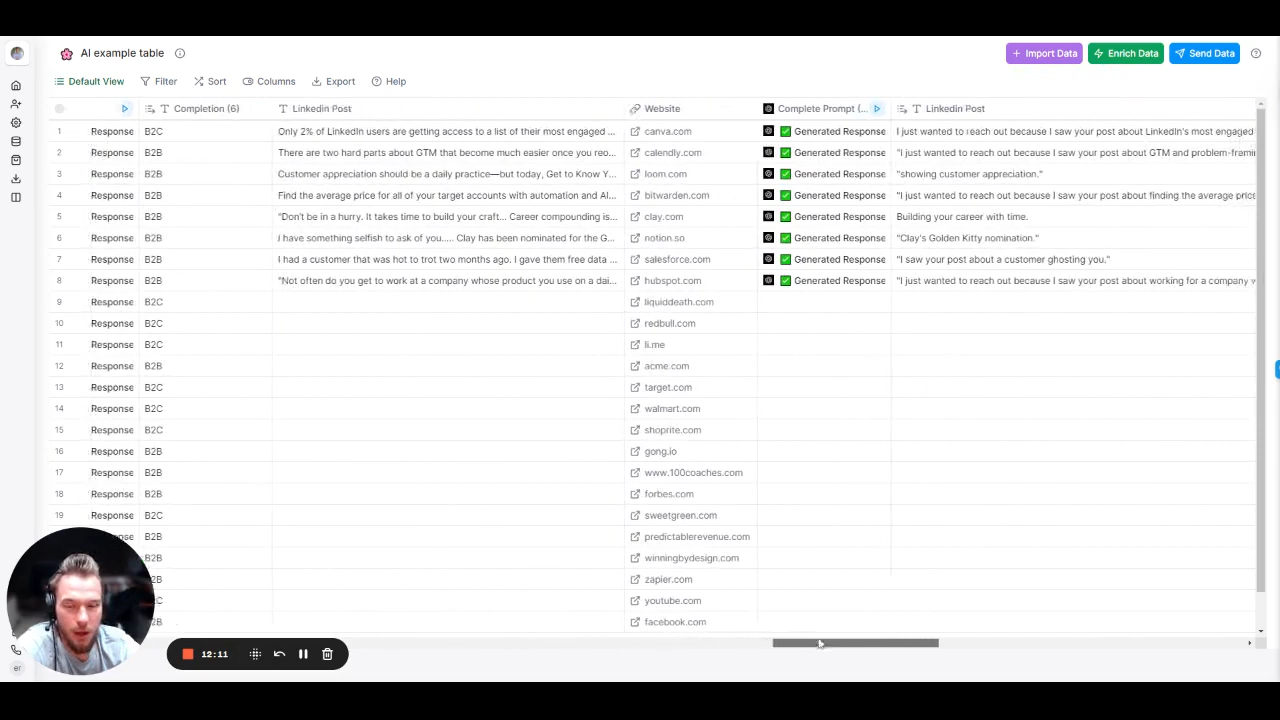 AI example table
Import Data
Enrich Data
Send Data
Default View Filter Sort Columns Export Help
Completion (6) Linkedin Post Website Complete Prompt (... Linkedin Post
1 Response B2C Only 2% of LinkedIn users are getting access to a list of their most engaged ... canva.com Generated Response I just wanted to reach out because I saw your post about LinkedIn's most engaged
2 Response B2B There are two hard parts about GTM that become much easier once you reo... calendly.com Generated Response "I just wanted to reach out because I saw your post about GTM and problem-framin
3 Response B2B Customer appreciation should be a daily practice—but today, Get to Know Y... loom.com Generated Response "showing customer appreciation."
4 Response B2B Find the average price for all of your target accounts with automation and AI... bitwarden.com Generated Response "I just wanted to reach out because I saw your post about finding the average price
5 Response B2B "Don't be in a hurry. It takes time to build your craft... Career compounding is... clay.com Generated Response Building your career with time.
6 Response B2B I have something selfish to ask of you..... Clay has been nominated for the G... notion.so Generated Response "Clay's Golden Kitty nomination."
7 Response B2B I had a customer that was hot to trot two months ago. I gave them free data ... salesforce.com Generated Response "I saw your post about a customer ghosting you."
8 Response B2B "Not often do you get to work at a company whose product you use on a dai... hubspot.com Generated Response "I just wanted to reach out because I saw your post about working for a company w
9 Response B2C liquiddeath.com
10 Response B2C redbull.com
11 Response B2C li.me
12 Response B2B acme.com
13 Response B2C target.com
14 Response B2C walmart.com
15 Response B2C shoprite.com
16 Response B2B gong.io
17 Response B2B www.100coaches.com
18 Response B2B forbes.com
19 Response B2C sweetgreen.com
B2B predictablerevenue.com
B2B winningbydesign.com
zapier.com
youtube.com
facebook.com
12:11
er